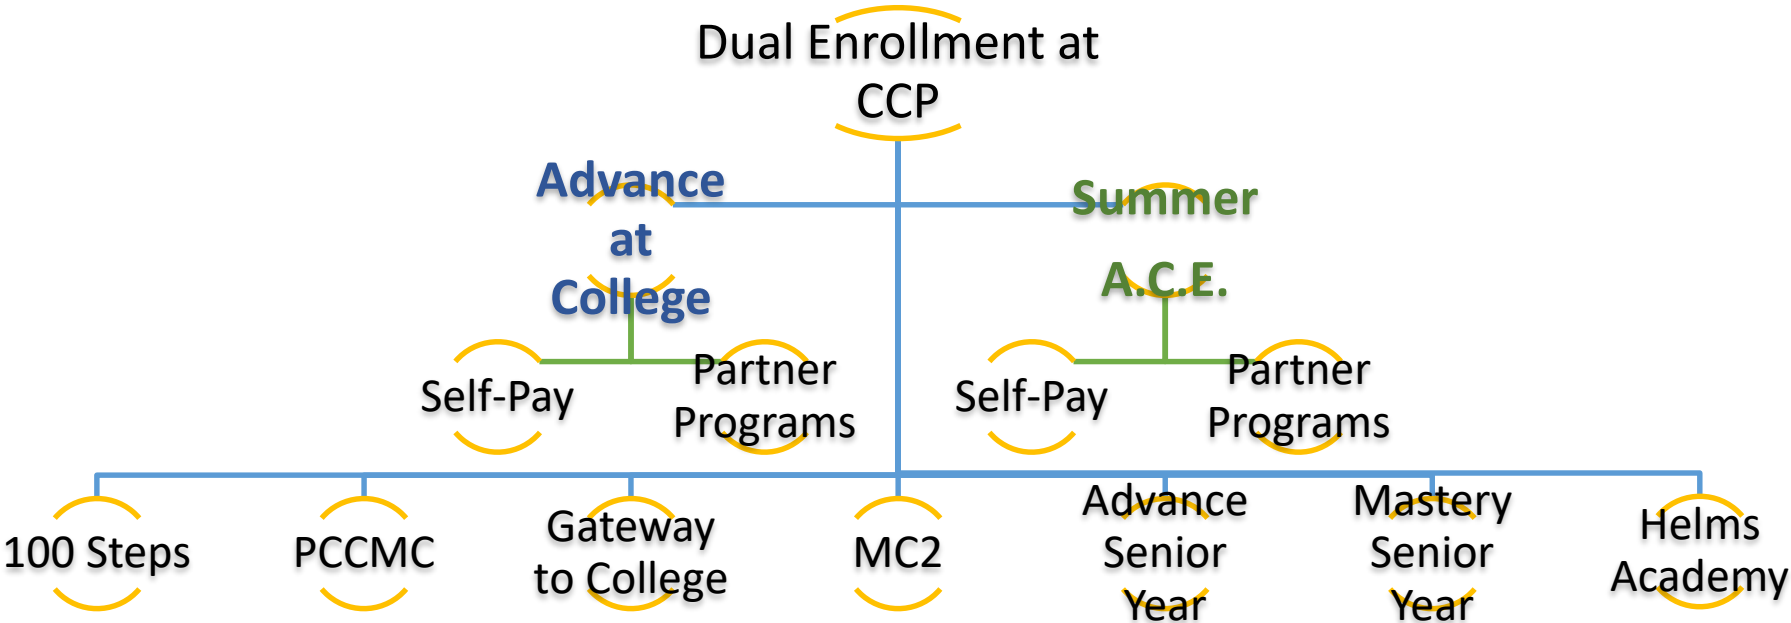 Dual Enrollment at
CCP
Advance
at
College
Summer
A.C.E.
Self-Pay
Partner
Programs
Self-Pay
Partner
Programs
100 Steps
PCCMC
Gateway
to College
MC2
Advance
Senior
Year
Mastery
Senior
Year
Helms
Academy